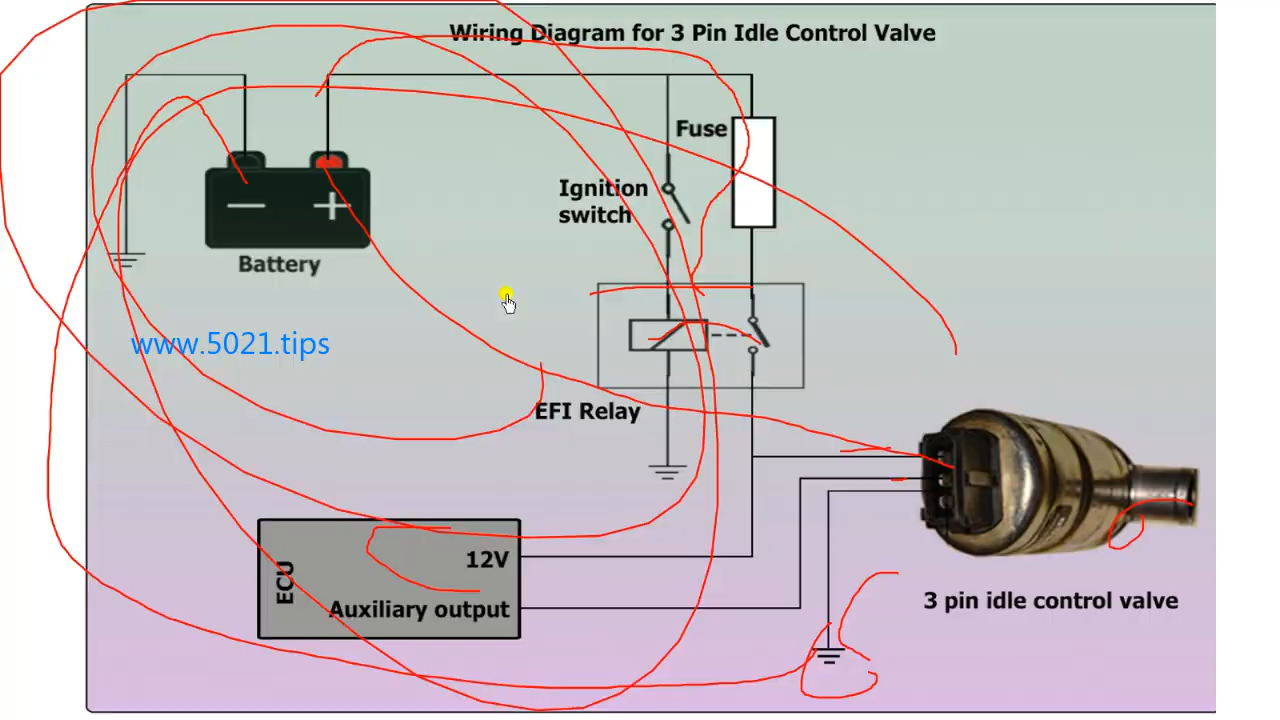 Wiring Diagram for 3 Pin Idle Control Valve
Fuse
Ignition
switch
Battery
www.5021.tips
EFI Relay
12V
ECU
Auxiliary output
3 pin idle control valve